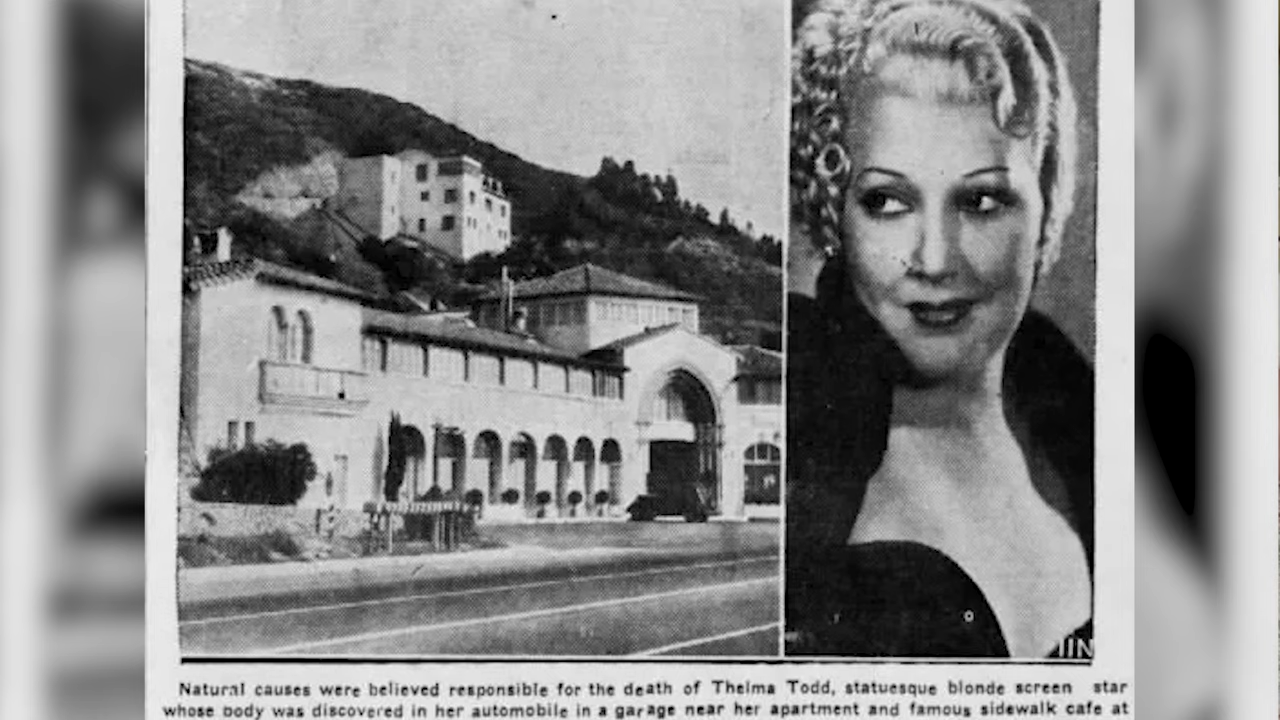 IIN
Natural causes were believed responsible for the death of Thelma Todd, statuesque blonde screen star
whose body was discovered in her automobile in a garage near her apartment and famous sidewalk cafe at